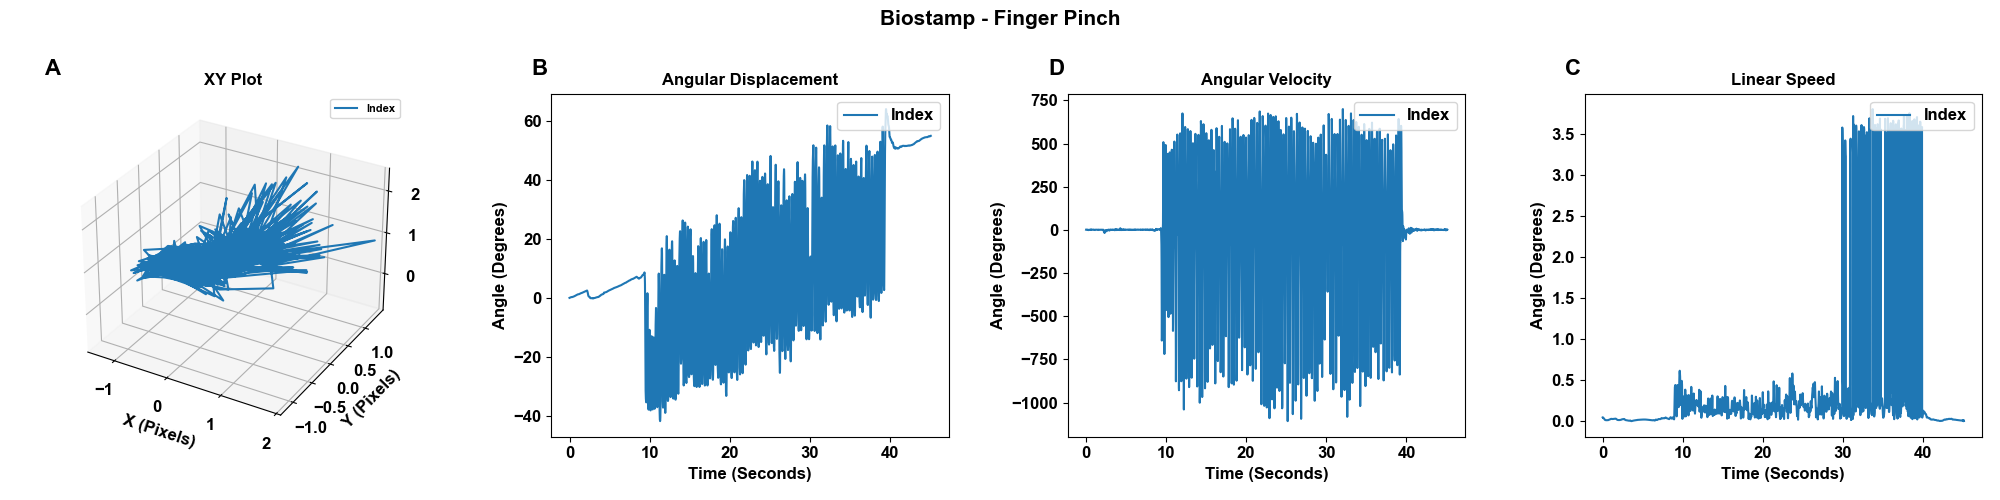 Biostamp - Finger Pinch
A
XY Plot
Index
2
1
0
−1
0
1
2
X (Pixels)
−1.0
−0.5
0.0
0.5
1.0
Y (Pixels)
B
Angular Displacement
Index
60
40
20
0
−20
−40
Angle (Degrees)
0 10 20 30 40
Time (Seconds)
D
Angular Velocity
Index
750
500
250
0
−250
−500
−750
−1000
Angle (Degrees)
0 10 20 30 40
Time (Seconds)
C
Linear Speed
Index
3.5
3.0
2.5
2.0
1.5
1.0
0.5
0.0
Angle (Degrees)
0 10 20 30 40
Time (Seconds)